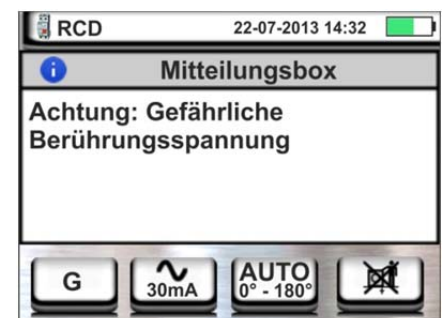 RCD 22-07-2013 14:32
Mitteilungsbox
Achtung: Gefährliche
Berührungsspannung
G 30mA AUTO
0° - 180°